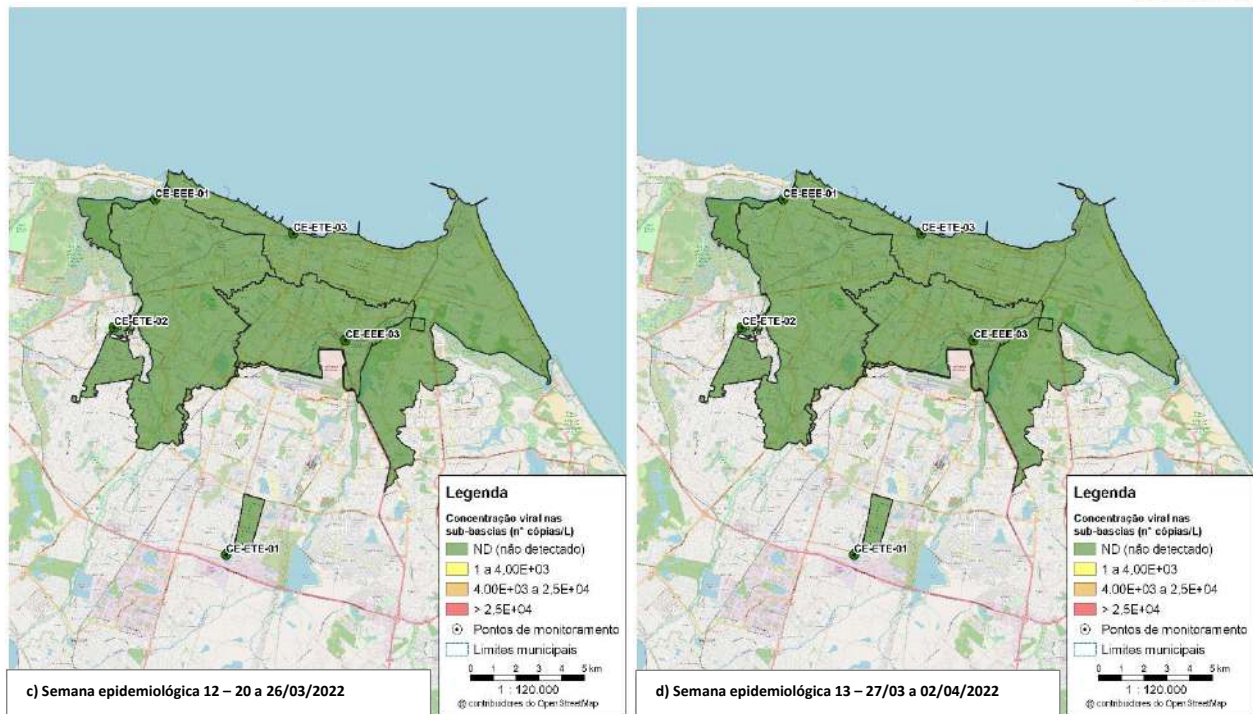 CE-EEE-01
CE-ETE-03
CE-ETE-02
CE-EEE-03
CE-ETE-01
Legenda
Concentração viral nas
sub-bascias (n° cópias/L)
ND (não detectado)
1 a 4,00E+03
4.00E+03 a 2,5E+04
> 2,5E+04
Pontos de monitoramento
Limites municipais
0 1 2 3 4 5 km
1 : 120.000
@ contribuidores do OpenStreetMap
c) Semana epidemiológica 12 – 20 a 26/03/2022
CE-EEE-01
CE-ETE-03
CE-ETE-02
CE-EEE-03
CE-ETE-01
Legenda
Concentração viral nas
sub-bascias (n° cópias/L)
ND (não detectado)
1 a 4,00E+03
4.00E+03 a 2,5E+04
> 2,5E+04
Pontos de monitoramento
Limites municipais
0 1 2 3 4 5 km
1 : 120.000
@ contribuidores do OpenStreetMap
d) Semana epidemiológica 13 – 27/03 a 02/04/2022